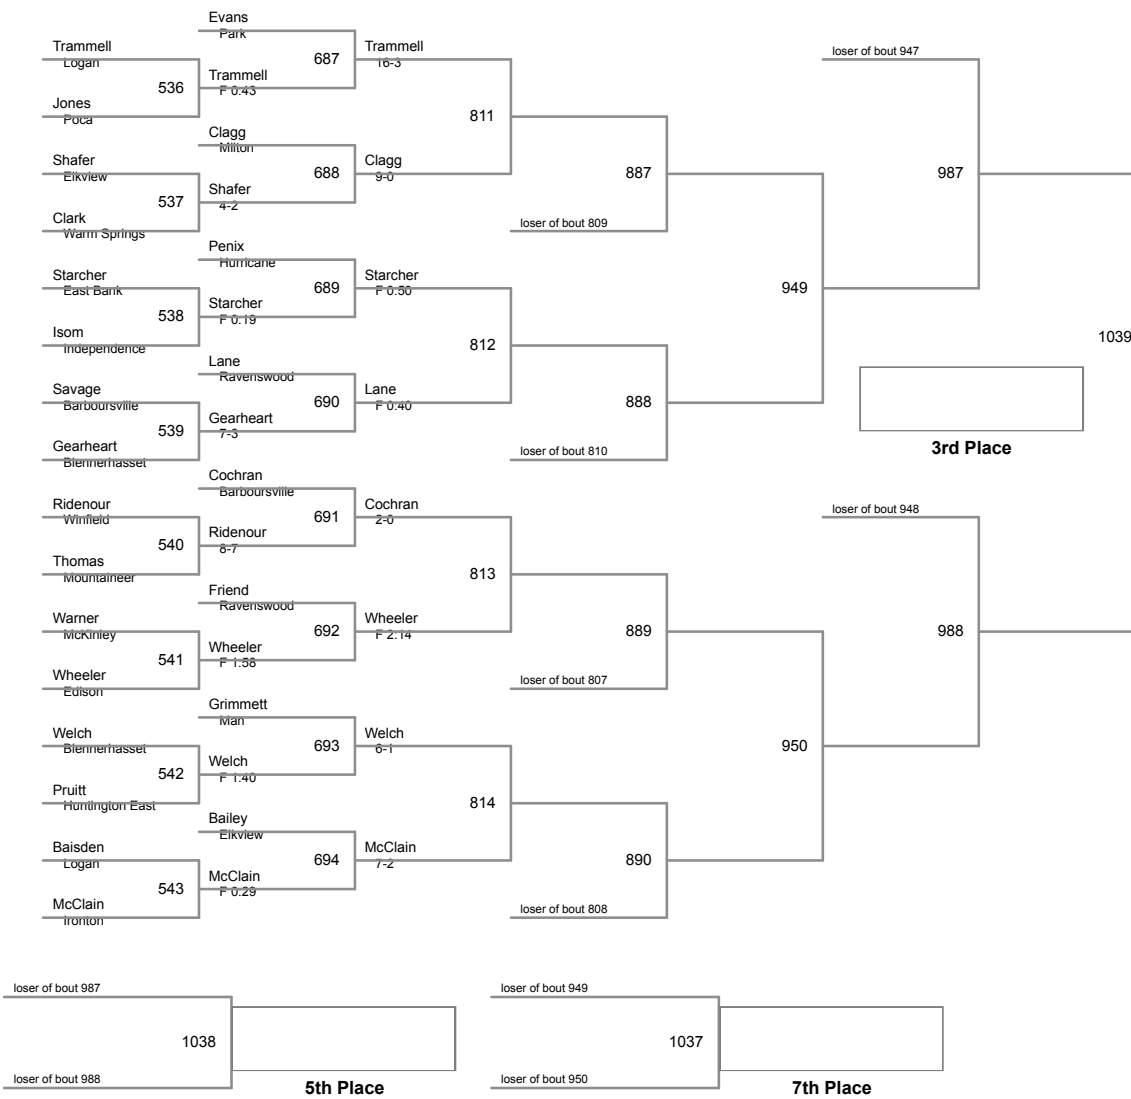 Evans
Park
Trammell
Logan
687
Trammell
16-3
loser of bout 947
536
Trammell
F 0:43
Jones
Poca
811
Clagg
Milton
Shafer
Elkview
688
Clagg
9-0
887
987
537
Shafer
4-2
Clark
Warm Springs
loser of bout 809
Penix
Hurricane
Starcher
East Bank
689
Starcher
F 0:50
949
538
Starcher
F 0:19
Isom
Independence
812
1039
Lane
Ravenswood
Savage
Barboursville
690
Lane
F 0:40
888
539
Gearheart
7-3
Gearheart
Blennerhasset
loser of bout 810
3rd Place
Cochran
Barboursville
Ridenour
Winfield
691
Cochran
2-0
loser of bout 948
540
Ridenour
8-7
Thomas
Mountaineer
813
Friend
Ravenswood
Warner
McKinley
692
Wheeler
F 2:14
889
988
541
Wheeler
F 1:58
Wheeler
Edison
loser of bout 807
Grimmett
Man
Welch
Blennerhasset
693
Welch
6-1
950
542
Welch
F 1:40
Pruitt
Huntington East
814
Bailey
Elkview
Baisden
Logan
694
McClain
7-2
890
543
McClain
F 0:29
McClain
Ironton
loser of bout 808
loser of bout 987
1038
loser of bout 988
5th Place
loser of bout 949
1037
loser of bout 950
7th Place